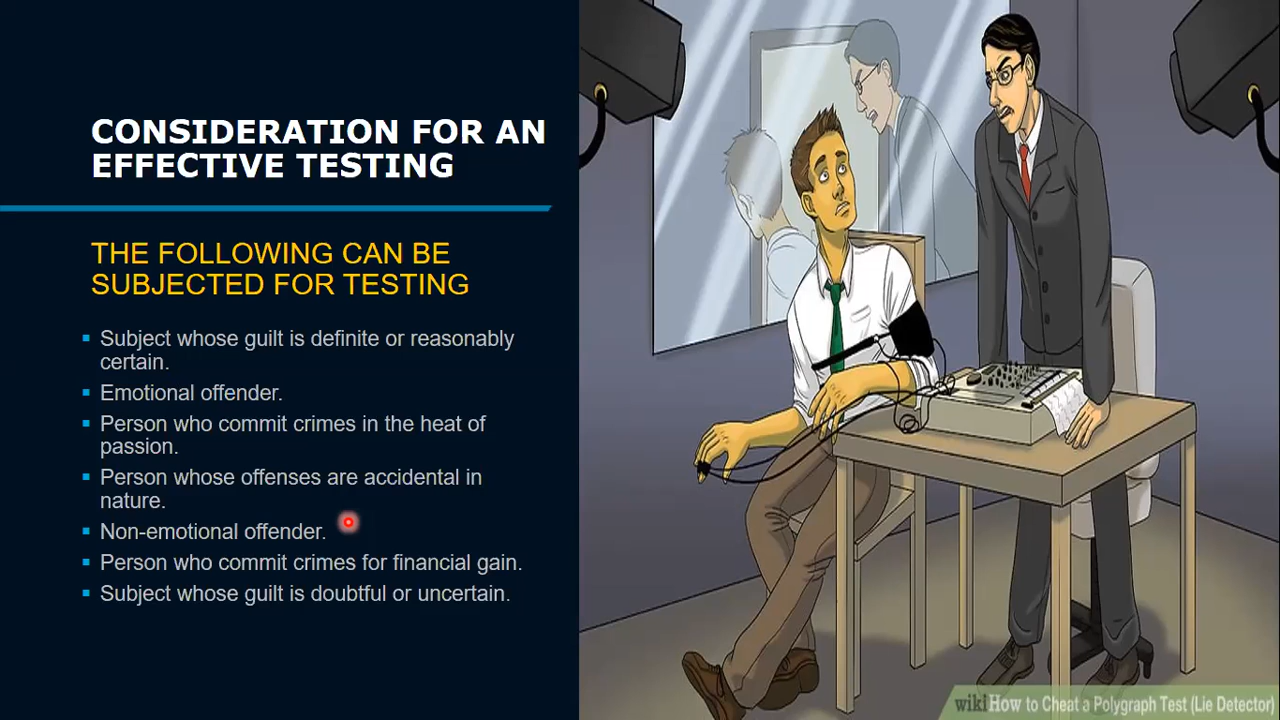 CONSIDERATION FOR AN
EFFECTIVE TESTING
THE FOLLOWING CAN BE
SUBJECTED FOR TESTING
Subject whose guilt is definite or reasonably
certain.
Emotional offender.
Person who commit crimes in the heat of
passion.
Person whose offenses are accidental in
nature.
Non-emotional offender.
Person who commit crimes for financial gain.
Subject whose guilt is doubtful or uncertain.
wikiHow to Cheat a Polygraph Test (Lie Detector)